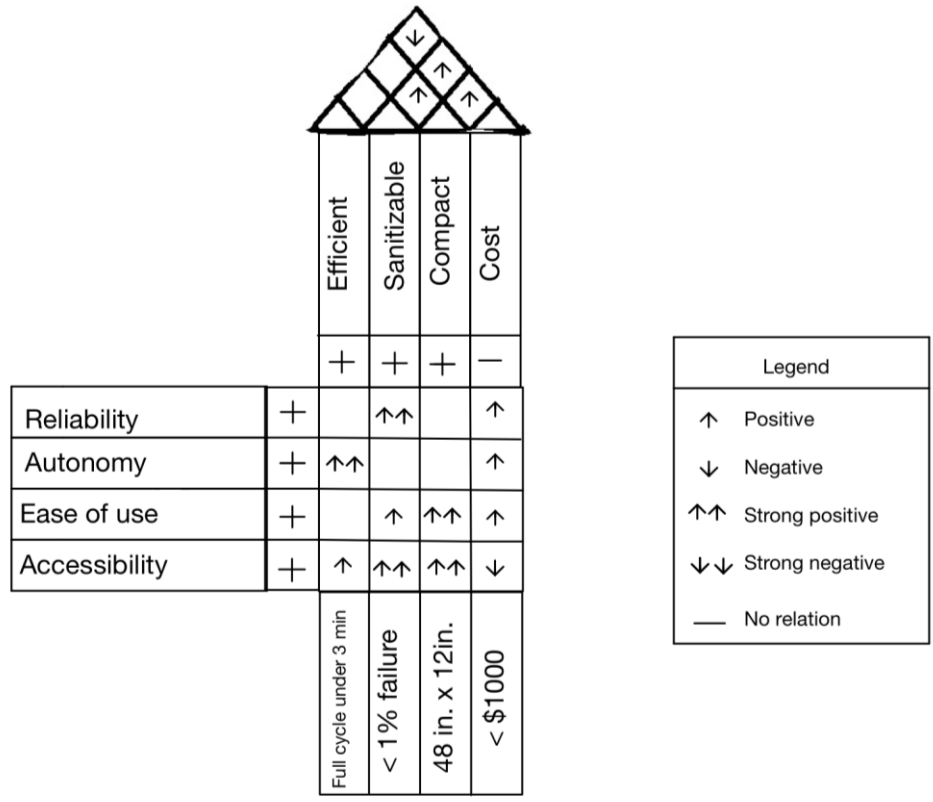 ↓
↑
↑ ↑
Efficient
Sanitizable
Compact
Cost
+ + + −
Reliability + ↑↑ ↑
Autonomy + ↑↑ ↑
Ease of use + ↑ ↑↑ ↑
Accessibility + ↑ ↑↑ ↑↑ ↓
Full cycle under 3 min
< 1% failure
48 in. x 12in.
< $1000
Legend
↑ Positive
↓ Negative
↑↑ Strong positive
↓↓ Strong negative
— No relation